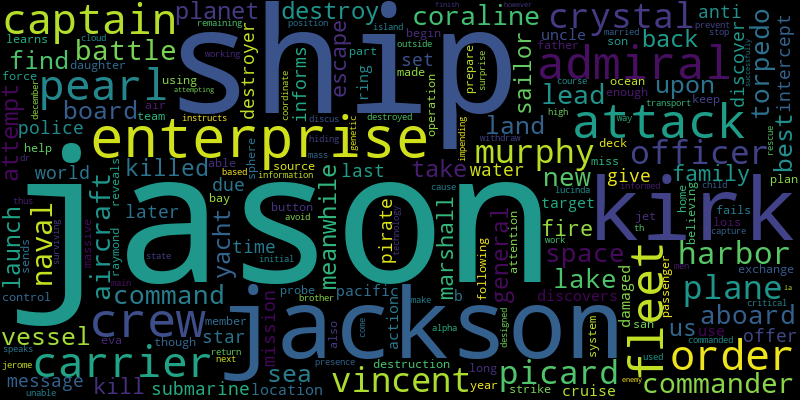 captain planet destroy coraline crystal anti
ship
uncle
father
son
back
learns
find battle
pearl
board
police
destroyer
escape
informs
ring
set
sailor
admiral
discover
torpedo
intercept
enterprise
land
lead
upon
attack
best
attempt
help
killed
world
due
source
last
take
water
murphy
officer
new
give
family
miss
plan
jason
kirk
launch
naval
aircraft
later
yacht
time
meanwhile
pirate
marshall
general
target
fire
space
harbor
lake
fleet
plane
command
mission
probe
pacific
action
discovers
damaged
aboard
exchange
crew
jackson
us
use
offer
vessel
member
star
order
carrier
message
kill
submarine
sea
location
vincent
picard
commander
cruise
strike
year
remaining
cloud
daughter
force
december
air
team
using
part
made
begin
outside
position
island
working
attempting
operation
prepare
surprise
coordinate
hiding
destroyed
instructs
genetic
impending
withdraw
high
enough
deck
ocean
transport
way
keep
course
married
stop
prevent
rescue
finish
however
dr
able
based
information
sphere
bay
button
avoid
mass
reveals
raymond
massive
surviving
thus
eva
state
main
initial
technology
following
attention
cause
lucinda
informed
home
believing
child
lois
fails
capture
jet
th
work
passenger
men
san
critical
la
commanded
used
enemy
system
designed
long
alpha
make
b
also
come
presence
destruction
brother
though
return
next
control
sends
speaks
jerome
unable